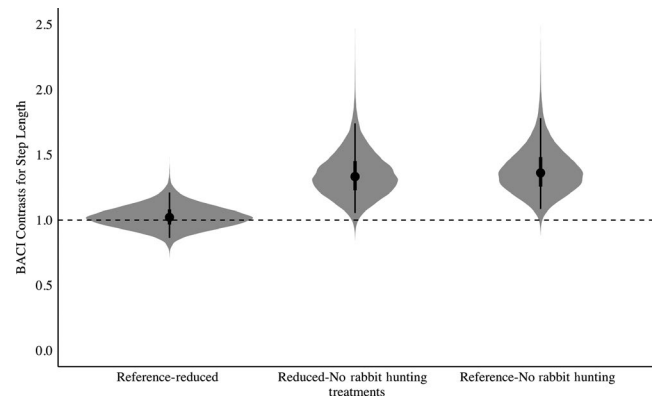 BACI Contrasts for Step Length
2.5
2.0
1.5
1.0
0.5
0.0
Reference-reduced
Reduced-No rabbit hunting
Reference-No rabbit hunting
treatments